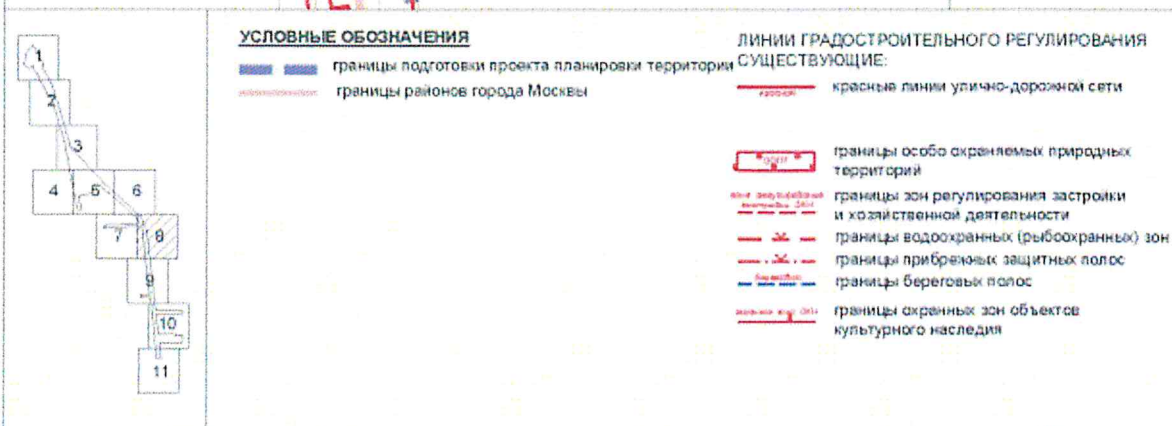 1
2
3
4 5 6
7 8
9
10
11
УСЛОВНЫЕ ОБОЗНАЧЕНИЯ
границы подготовки проекта планировки территории
границы районов города Москвы
ЛИНИИ ГРАДОСТРОИТЕЛЬНОГО РЕГУЛИРОВАНИЯ
СУЩЕСТВУЮЩИЕ:
красные линии улично-дорожной сети
границы особо охраняемых природных
территорий
границы зон регулирования застройки
и хозяйственной деятельности
границы водоохранных (рыбоохранных) зон
границы прибрежных защитных полос
границы береговых полос
границы охранных зон объектов
культурного наследия